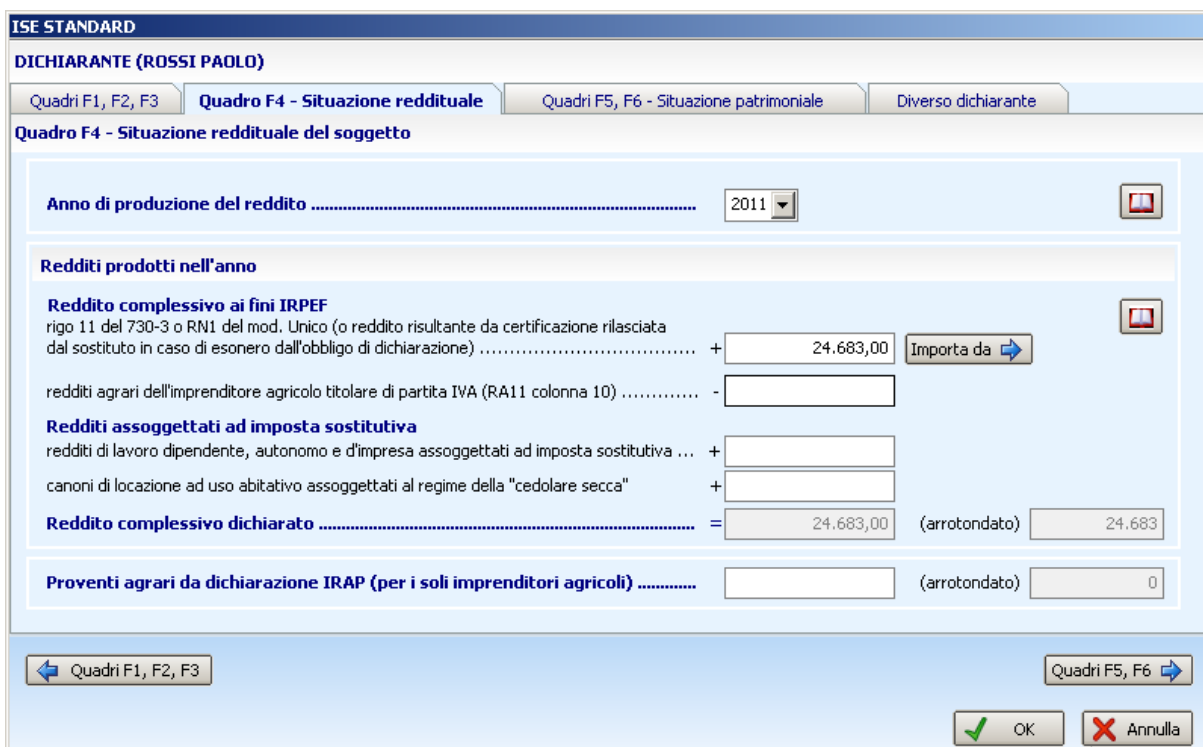 ISE STANDARD
DICHIARANTE (ROSSI PAOLO)
Quadri F1, F2, F3 Quadro F4 - Situazione reddituale Quadri F5, F6 - Situazione patrimoniale Diverso dichiarante
Quadro F4 - Situazione reddituale del soggetto
Anno di produzione del reddito ........................................................................................ 2011
Redditi prodotti nell'anno
Reddito complessivo ai fini IRPEF
rigo 11 del 730-3 o RN1 del mod. Unico (o reddito risultante da certificazione rilasciata
dal sostituto in caso di esonero dall'obbligo di dichiarazione) .................................... + 24.683,00 Importa da
redditi agrari dell'imprenditore agricolo titolare di partita IVA (RA11 colonna 10) ............. -
Redditi assoggettati ad imposta sostitutiva
redditi di lavoro dipendente, autonomo e d'impresa assoggettati ad imposta sostitutiva ... +
canoni di locazione ad uso abitativo assoggettati al regime della "cedolare secca" +
Reddito complessivo dichiarato ...................................................................................... = 24.683,00 (arrotondato) 24.683
Proventi agrari da dichiarazione IRAP (per i soli imprenditori agricoli) ............. (arrotondato) 0
Quadri F1, F2, F3 Quadri F5, F6
OK Annulla